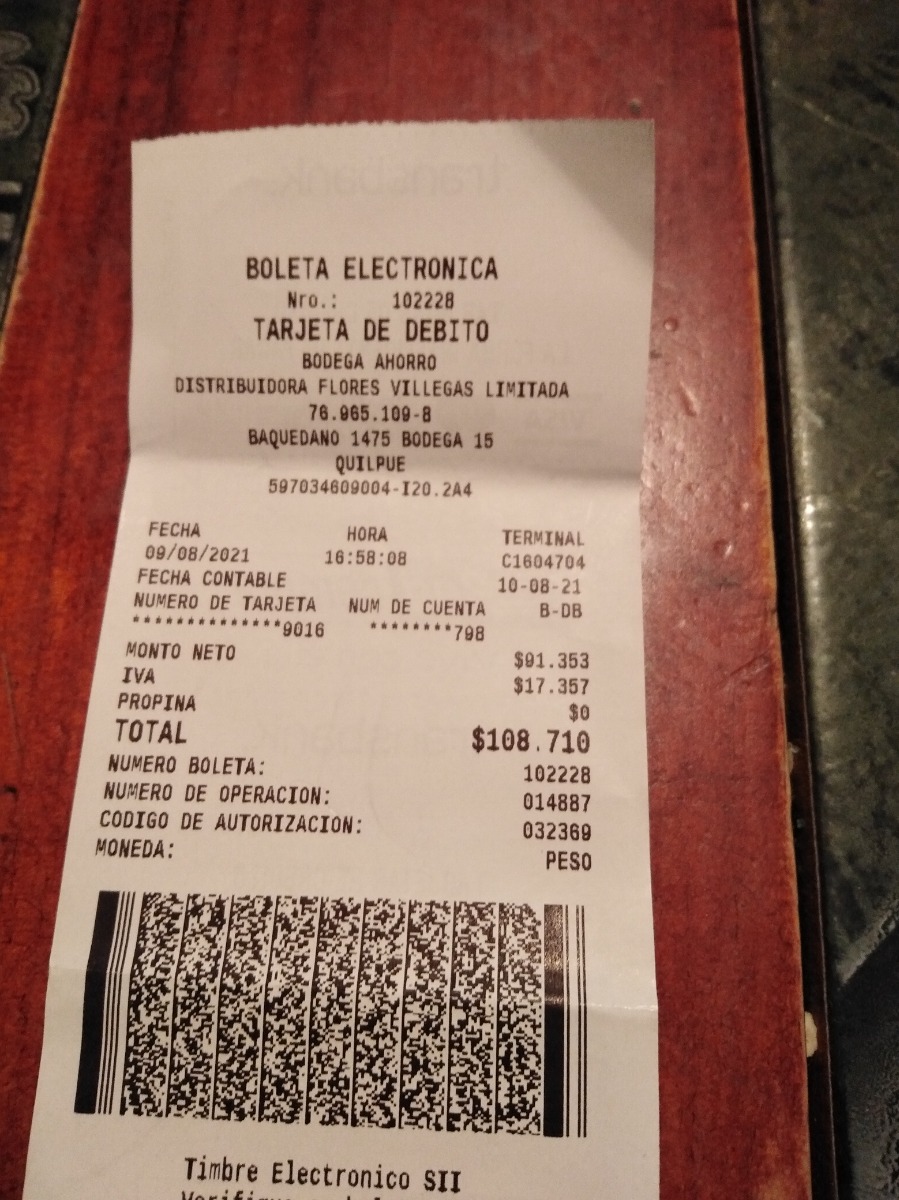 BOLETA ELECTRONICA
Nro.: 102228
TARJETA DE DEBITO
BODEGA AHORRO
DISTRIBUIDORA FLORES VILLEGAS LIMITADA
76.965.109-8
BAQUEDANO 1475 BODEGA 15
QUILPUE
597034609004-I20.2A4
FECHA HORA TERMINAL
09/08/2021 16:58:08 C1604704
FECHA CONTABLE 10-08-21
NUMERO DE TARJETA NUM DE CUENTA B-DB
**************9016 ********798
MONTO NETO $91.353
IVA $17.357
PROPINA $0
TOTAL $108.710
NUMERO BOLETA: 102228
NUMERO DE OPERACION: 014887
CODIGO DE AUTORIZACION: 032369
MONEDA: PESO
Timbre Electronico SII